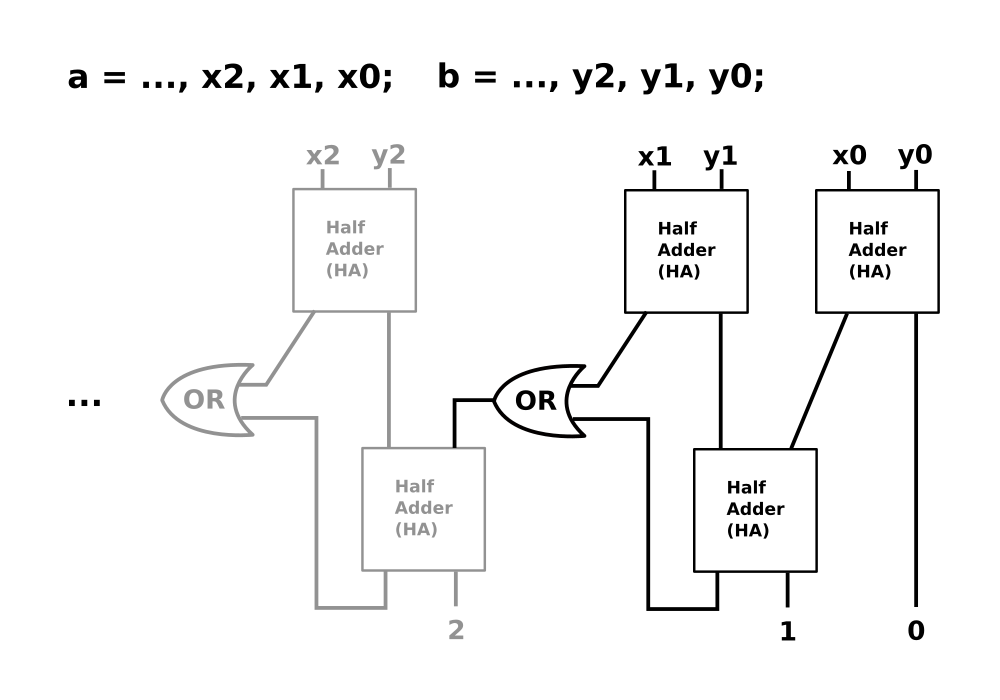 a = ..., x2, x1, x0; b = ..., y2, y1, y0;
x2 y2 x1 y1 x0 y0
Half
Adder
(HA)
Half
Adder
(HA)
Half
Adder
(HA)
...
OR
OR
Half
Adder
(HA)
Half
Adder
(HA)
2 1 0